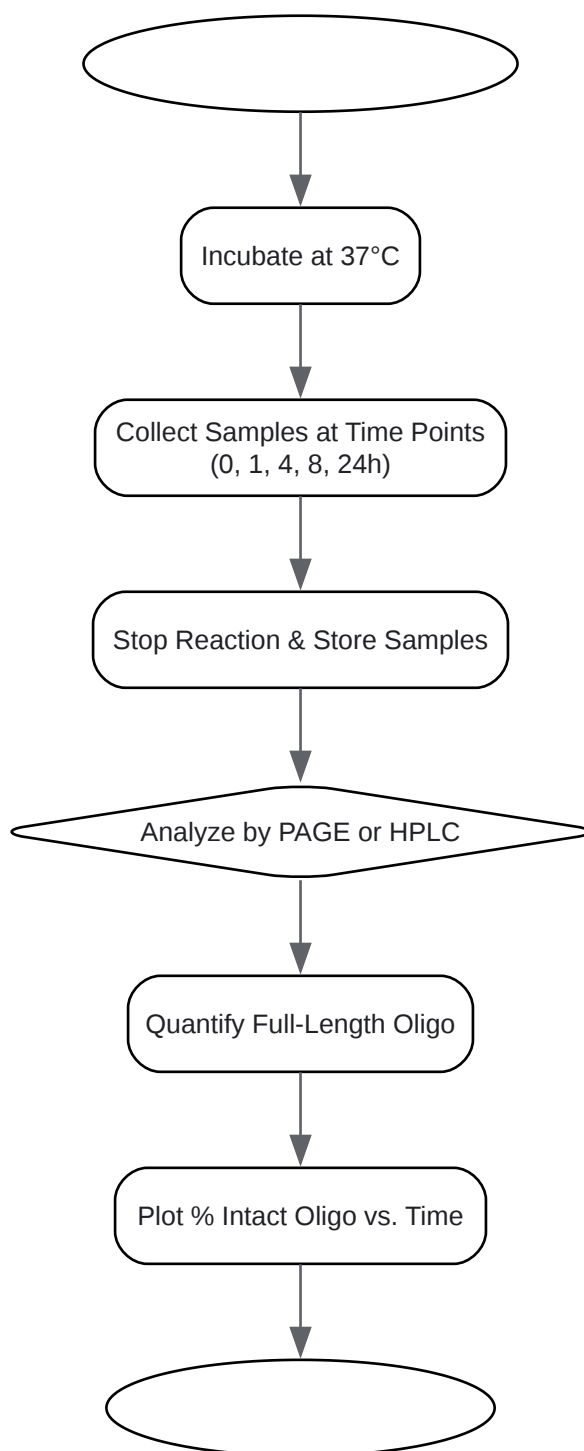 Incubate at 37°C
Collect Samples at Time Points
(0, 1, 4, 8, 24h)
Stop Reaction & Store Samples
Analyze by PAGE or HPLC
Quantify Full-Length Oligo
Plot % Intact Oligo vs. Time